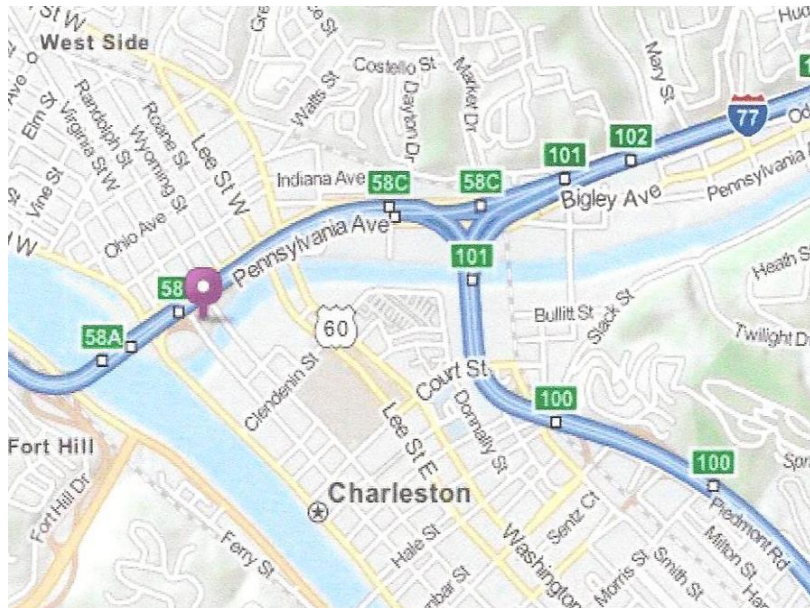 West Side
Costello St
Market Dr
Mary St
Watts St
Dayton Dr
77
Elm St
Randolph St
Virginia St W
Roane St
Wyoming St
Lee St W
Vine St
Indiana Ave
58C
58C
101
102
Bigley Ave
Pennsylvania
Ohio Ave
Pennsylvania Ave
101
Heath St
58
58A
60
Bullitt St
Slack St
Twilight Dr
Clendenin St
Court St
Donnally St
100
Lee St E
Fort Hill
100
Charleston
Fort Hill Dr
Sentz Ct
Piedmont Rd
Ferry St
Hale St
Washington
Milton St
Smith St
Morris St